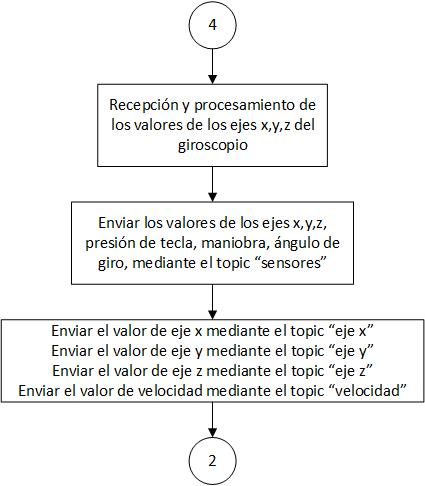 4
Recepción y procesamiento de
los valores de los ejes x,y,z del
giroscopio
Enviar los valores de los ejes x,y,z,
presión de tecla, maniobra, ángulo de
giro, mediante el topic “sensores”
Enviar el valor de eje x mediante el topic “eje x”
Enviar el valor de eje y mediante el topic “eje y”
Enviar el valor de eje z mediante el topic “eje z”
Enviar el valor de velocidad mediante el topic “velocidad”
2